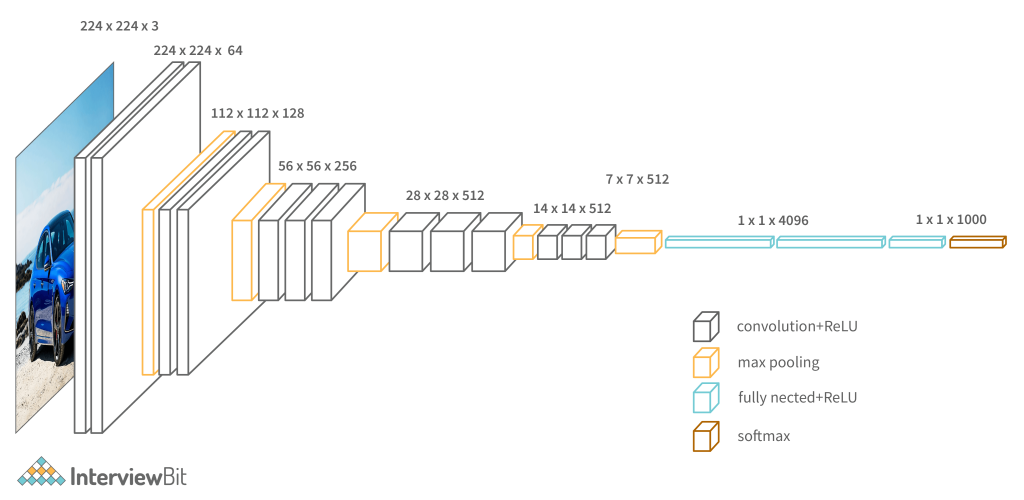 224 x 224 x 3
224 x 224 x  64
112 x 112 x 128
56 x 56 x 256
28 x 28 x 512
14 x 14 x 512
7 x 7 x 512
1 x 1 x 4096
1 x 1 x 1000
convolution+ReLU
max pooling
fully nected+ReLU
softmax
InterviewBit